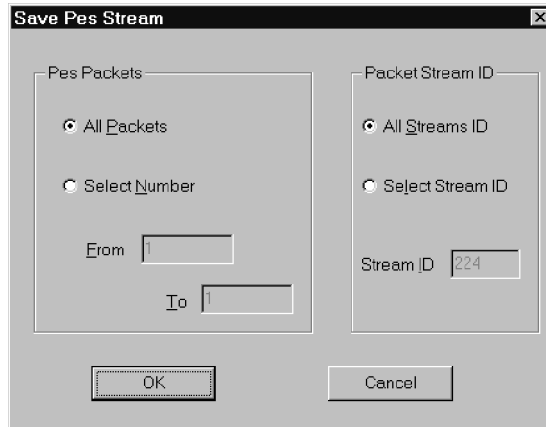 Save Pes Stream
Pes Packets
All Packets
Select Number
From 1
To 1
Packet Stream ID
All Streams ID
Select Stream ID
Stream ID 224
OK
Cancel